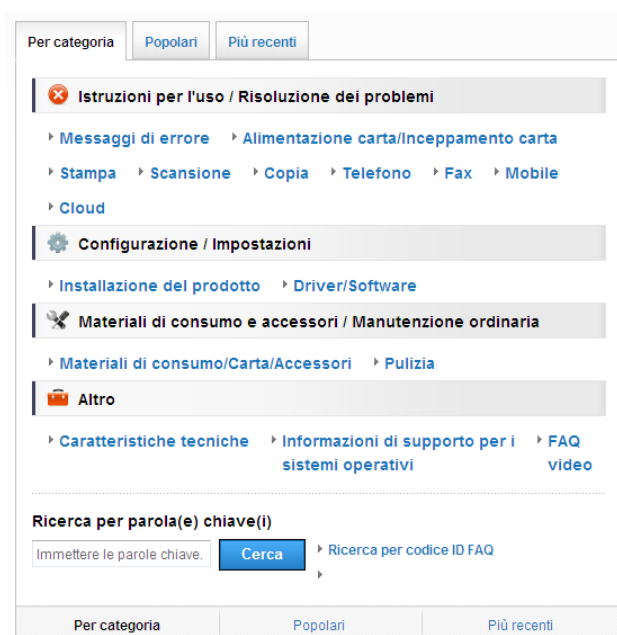 Per categoria Popolari Più recenti
Istruzioni per l'uso / Risoluzione dei problemi
Messaggi di errore Alimentazione carta/Inceppamento carta
Stampa Scansione Copia Telefono Fax Mobile
Cloud
Configurazione / Impostazioni
Installazione del prodotto Driver/Software
Materiali di consumo e accessori / Manutenzione ordinaria
Materiali di consumo/Carta/Accessori Pulizia
Altro
Caratteristiche tecniche Informazioni di supporto per i FAQ
sistemi operativi video
Ricerca per parola(e) chiave(i)
Immettere le parole chiave. Cerca Ricerca per codice ID FAQ
Per categoria Popolari Più recenti